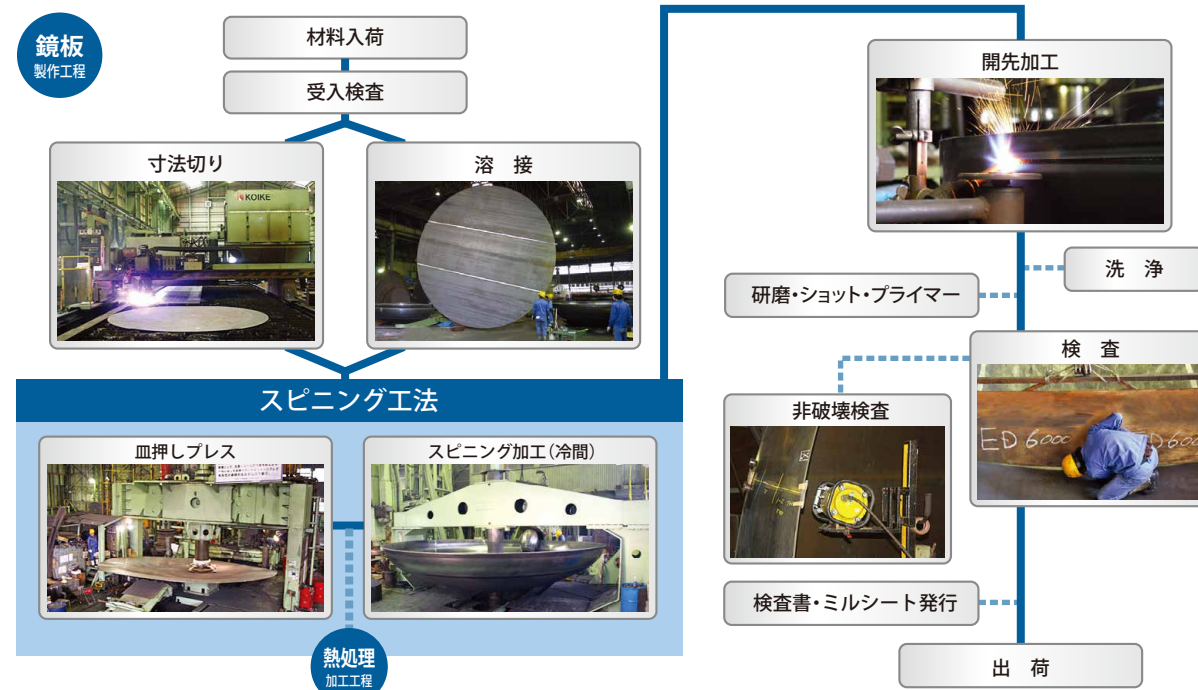 鏡板
製作工程
材料入荷
受入検査
寸法切り
KOIKE
溶 接
スピニング工法
皿押しプレス
スピニング加工(冷間)
熱処理
加工工程
開先加工
洗 浄
研磨・ショット・プライマー
検 査
ED6000
D6000
非破壊検査
検査書・ミルシート発行
出 荷